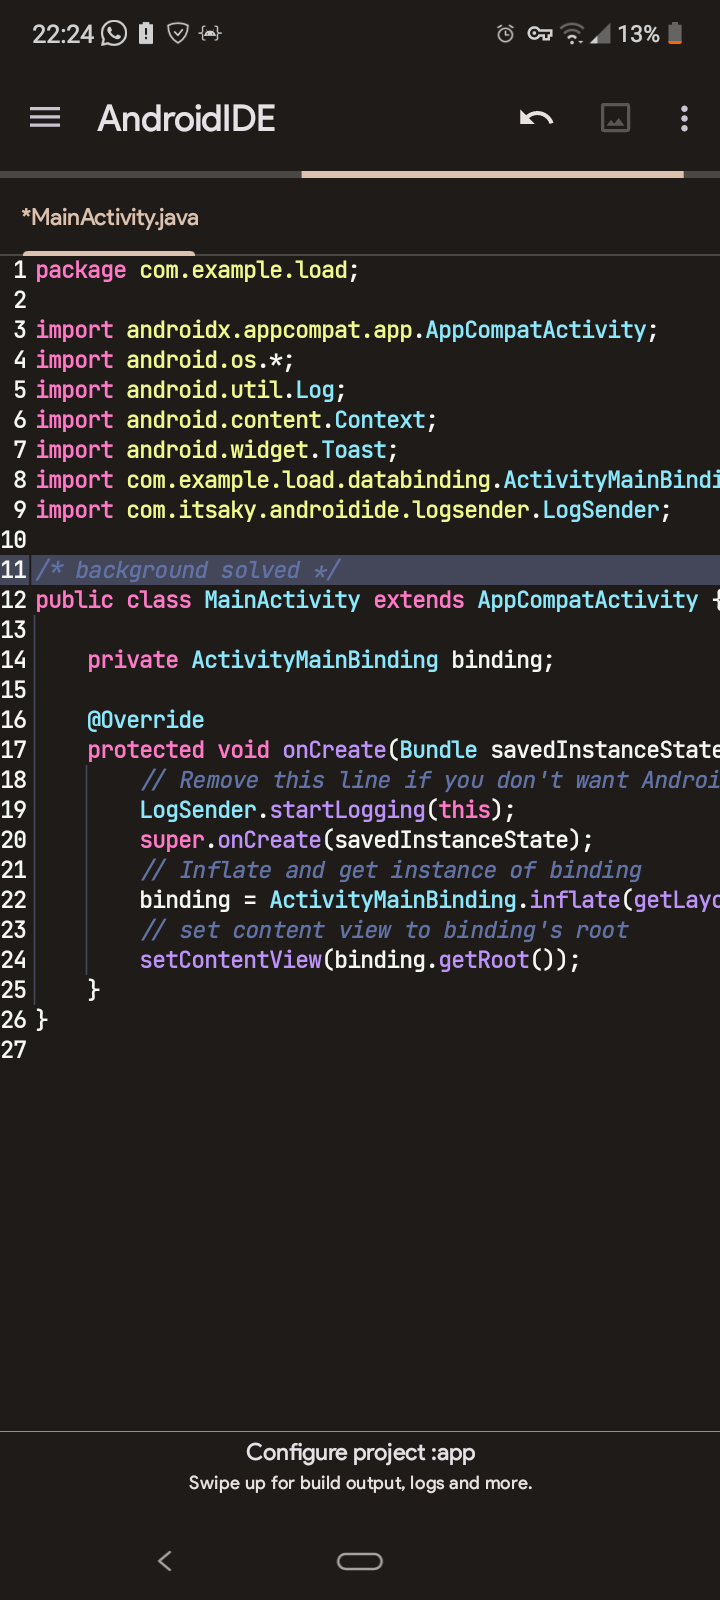 22:24 13%
AndroidIDE
*MainActivity.java
1 package com.example.load;
2
3 import androidx.appcompat.app.AppCompatActivity;
4 import android.os.*;
5 import android.util.Log;
6 import android.content.Context;
7 import android.widget.Toast;
8 import com.example.load.databinding.ActivityMainBindi
9 import com.itsaky.androidide.logsender.LogSender;
10
11 /* background solved */
12 public class MainActivity extends AppCompatActivity {
13
14 private ActivityMainBinding binding;
15
16 @Override
17 protected void onCreate(Bundle savedInstanceState
18 // Remove this line if you don't want Androi
19 LogSender.startLogging(this);
20 super.onCreate(savedInstanceState);
21 // Inflate and get instance of binding
22 binding = ActivityMainBinding.inflate(getLayo
23 // set content view to binding's root
24 setContentView(binding.getRoot());
25 }
26 }
27
Configure project :app
Swipe up for build output, logs and more.